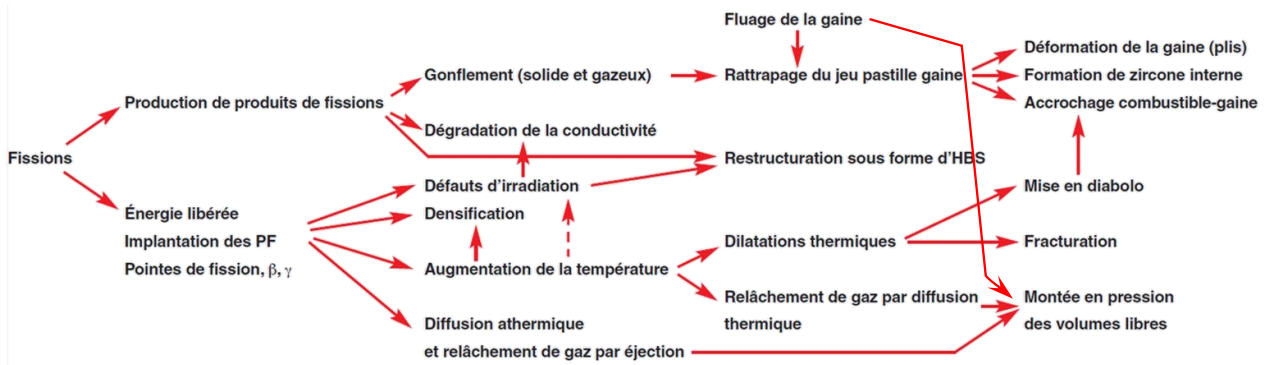 Fluage de la gaine
Déformation de la gaine (plis)
Gonflement (solide et gazeux)
Rattrapage du jeu pastille gaine
Formation de zircone interne
Production de produits de fissions
Accrochage combustible-gaine
Dégradation de la conductivité
Fissions
Restructuration sous forme d’HBS
Défauts d’irradiation
Mise en diabolo
Énergie libérée
Densification
Implantation des PF
Dilatations thermiques
Fracturation
Pointes de fission, β, γ
Augmentation de la température
Relâchement de gaz par diffusion
thermique
Montée en pression
des volumes libres
Diffusion athermique
et relâchement de gaz par éjection